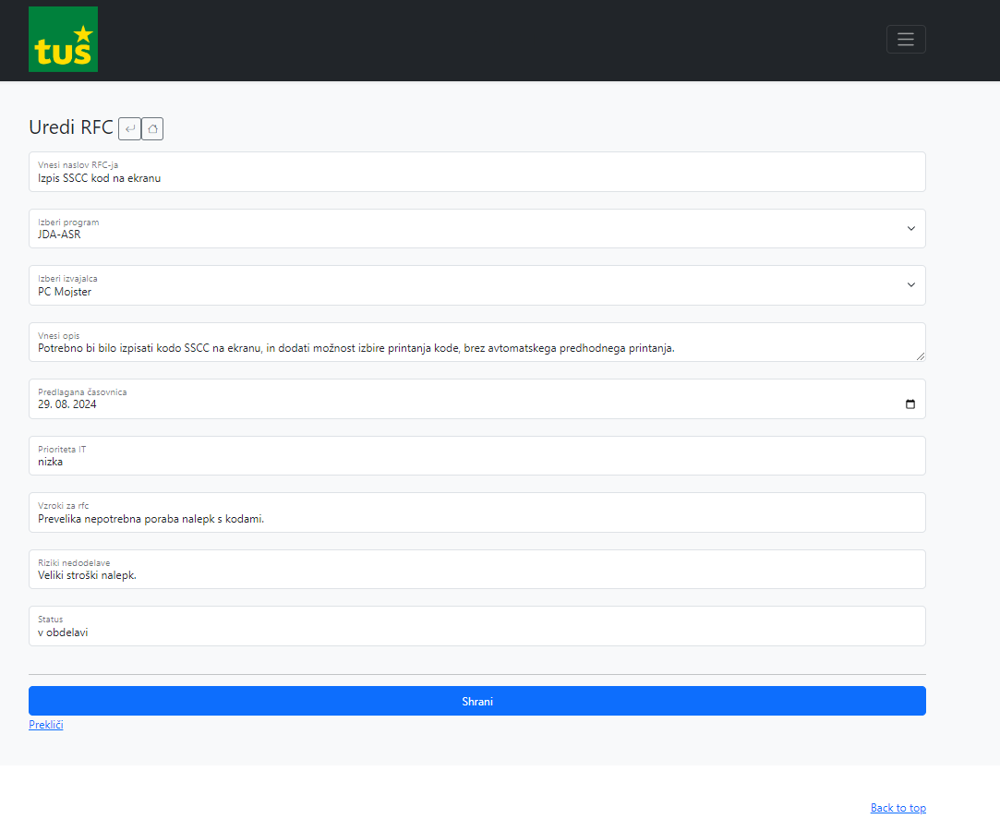 tuš
Uredi RFC
Vnesi naslov RFC-ja
Izpis SSCC kod na ekranu
Izberi program
JDA-ASR
Izberi izvajalca
PC Mojster
Vnesi opis
Potrebno bi bilo izpisati kodo SSCC na ekranu, in dodati možnost izbire printanja kode, brez avtomatskega predhodnega printanja.
Predlagana časovnica
29. 08. 2024
Prioriteta IT
nizka
Vzroki za rfc
Prevelika nepotrebna poraba nalepk s kodami.
Riziki nedodelave
Veliki stroški nalepk.
Status
v obdelavi
Shrani
Prekliči
Back to top